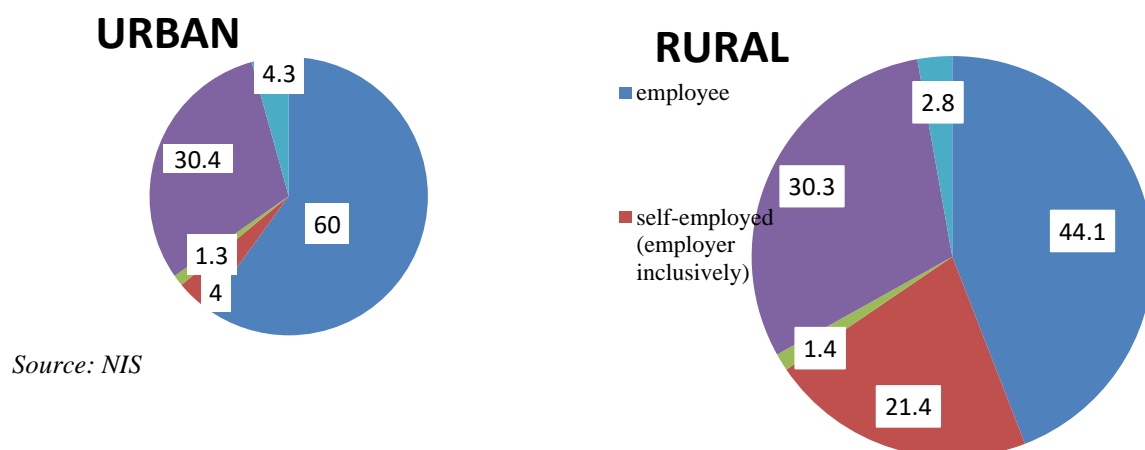 URBAN
4.3
30.4
60
1.3
4
Source: NIS
RURAL
employee
2.8
30.3
self-employed
(employer
inclusively)
44.1
1.4
21.4